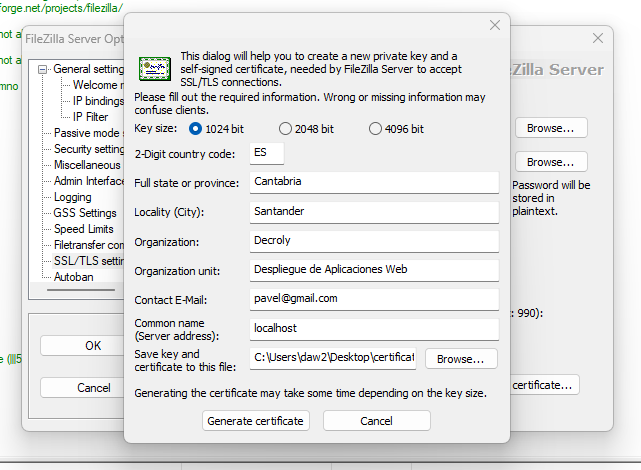 forge.net/projects/filezilla/
FileZilla Server Opt
This dialog will help you to create a new private key and a
self-signed certificate, needed by FileZilla Server to accept
SSL/TLS connections.
Please fill out the required information. Wrong or missing information may
confuse clients.
Key size:
1024 bit
2048 bit
4096 bit
2-Digit country code:
ES
Full state or province:
Cantabria
Locality (City):
Santander
Organization:
Decroly
Organization unit:
Despliegue de Aplicaciones Web
Contact E-Mail:
pavel@gmail.com
Common name
(Server address):
localhost
Save key and
certificate to this file:
C:\Users\daw2\Desktop\certificat
Browse...
Generating the certificate may take some time depending on the key size.
Generate certificate
Cancel
General setting
Welcome m
IP bindings
IP Filter
Passive mode s
Security setting
Miscellaneous
Admin Interface
Logging
GSS Settings
Speed Limits
Filetransfer com
SSL/TLS settin
Autoban
OK
Cancel
Zilla Server
Browse...
Browse...
Password will be
stored in
plaintext.
: 990):
certificate...
not a
not a
mno